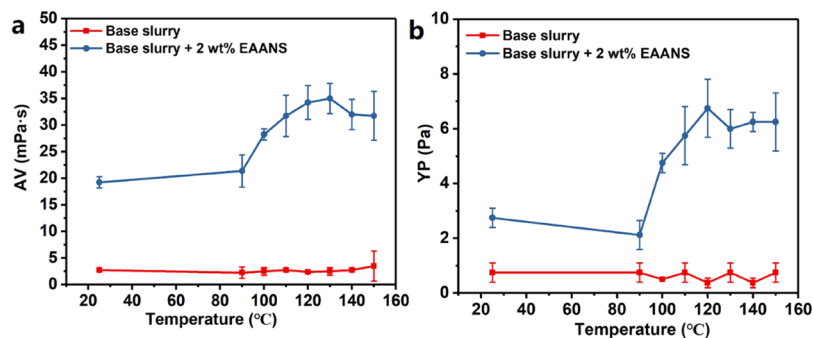 a
50
45
40
35
30
25
20
15
10
5
0
AV (mPa·s)
Base slurry
Base slurry + 2 wt% EAANS
20 40 60 80 100 120 140 160
Temperature (℃)
b
10
8
6
4
2
0
YP (Pa)
Base slurry
Base slurry + 2 wt% EAANS
20 40 60 80 100 120 140 160
Temperature (℃)